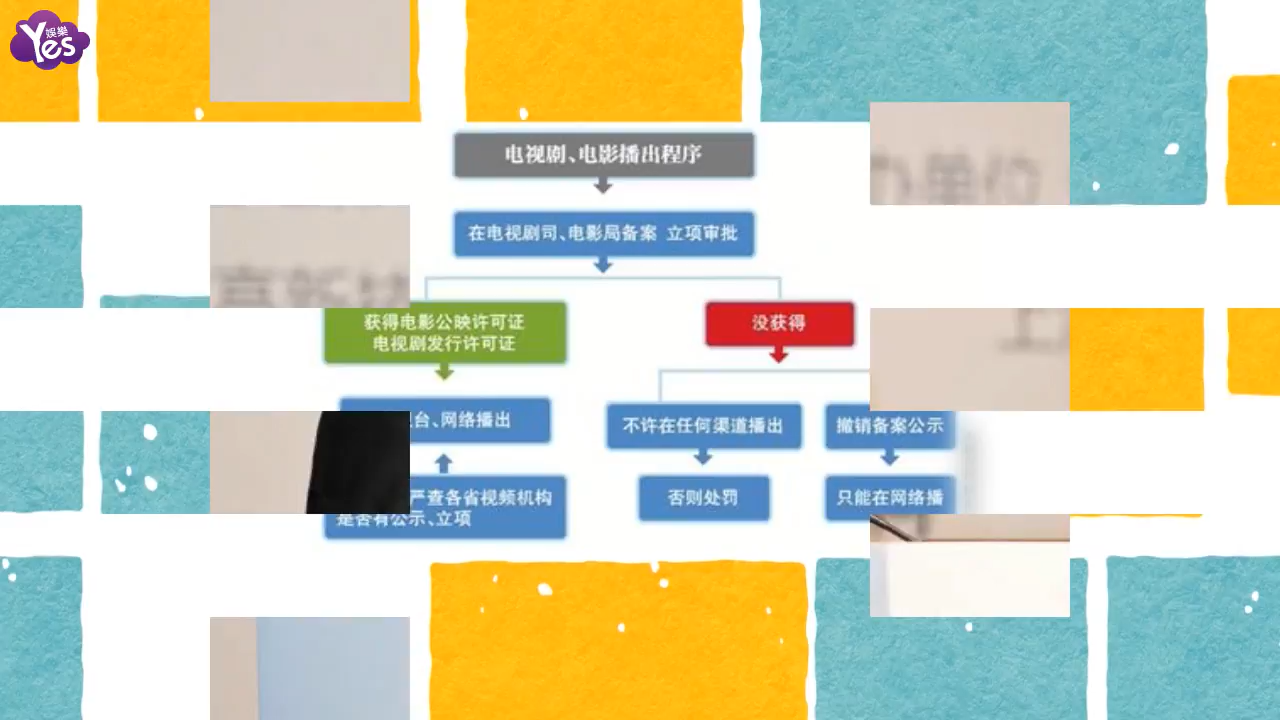 娛樂
Yes
电视剧、电影播出程序
在电视剧司、电影局备案 立项审批
获得电影公映许可证
电视剧发行许可证
没获得
台、网络播出
不许在任何渠道播出
撤销备案公示
严查各省视频机构
是否有公示、立项
否则处罚
只能在网络播
办单位